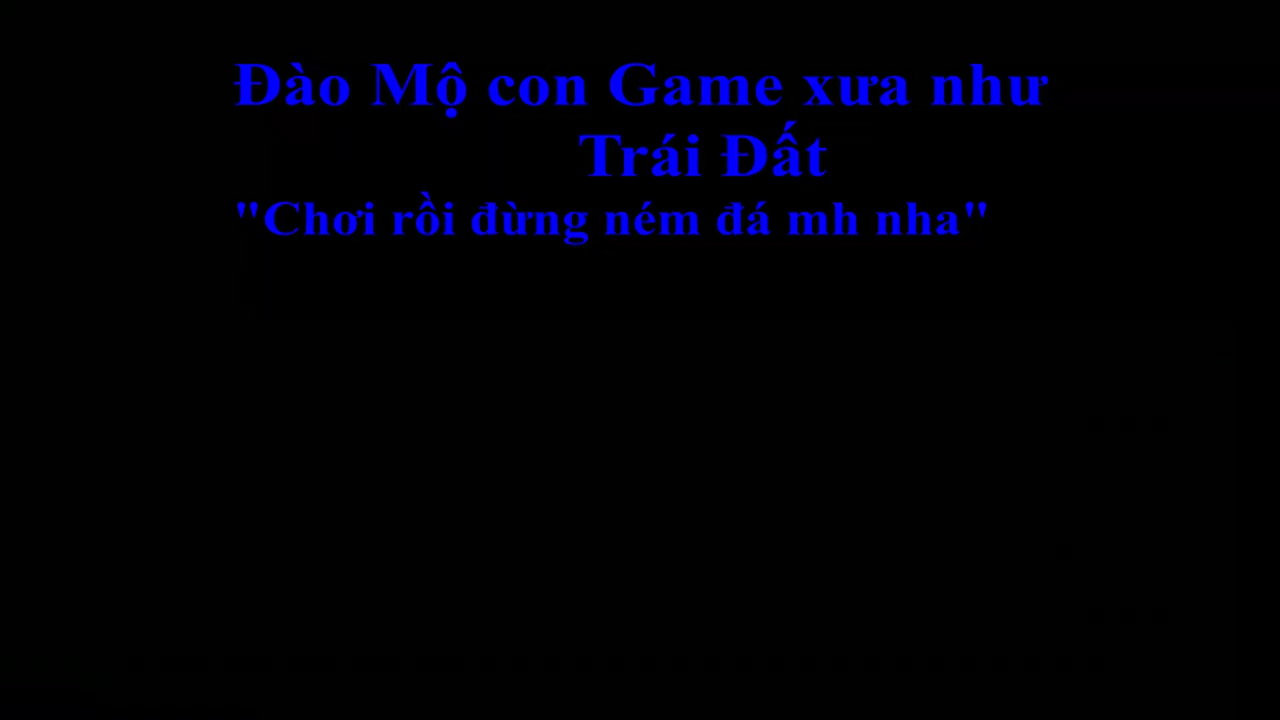 Đào Mộ con Game xưa như
Trái Đất
"Chơi rồi đừng ném đá mh nha"